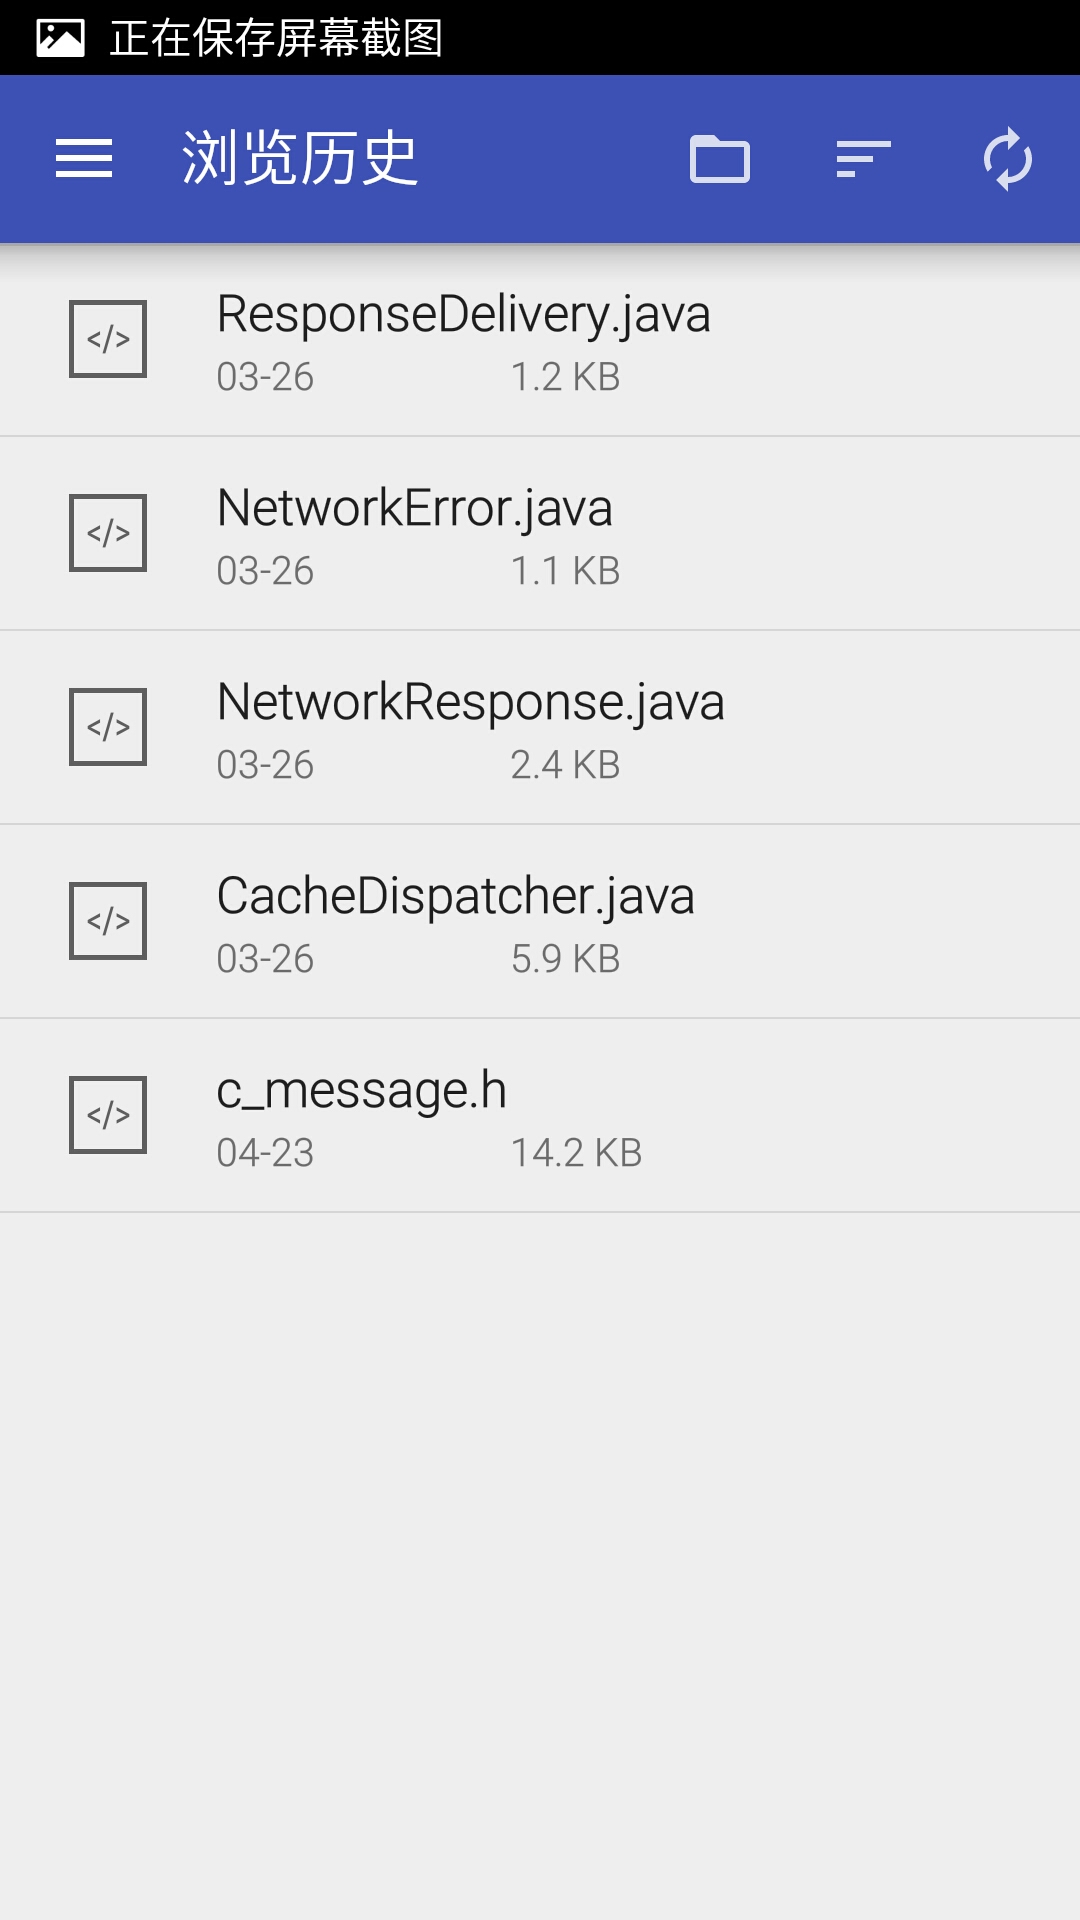 正在保存屏幕截图
浏览历史
</>
ResponseDelivery.java
03-26 1.2 KB
</>
NetworkError.java
03-26 1.1 KB
</>
NetworkResponse.java
03-26 2.4 KB
</>
CacheDispatcher.java
03-26 5.9 KB
</>
c_message.h
04-23 14.2 KB